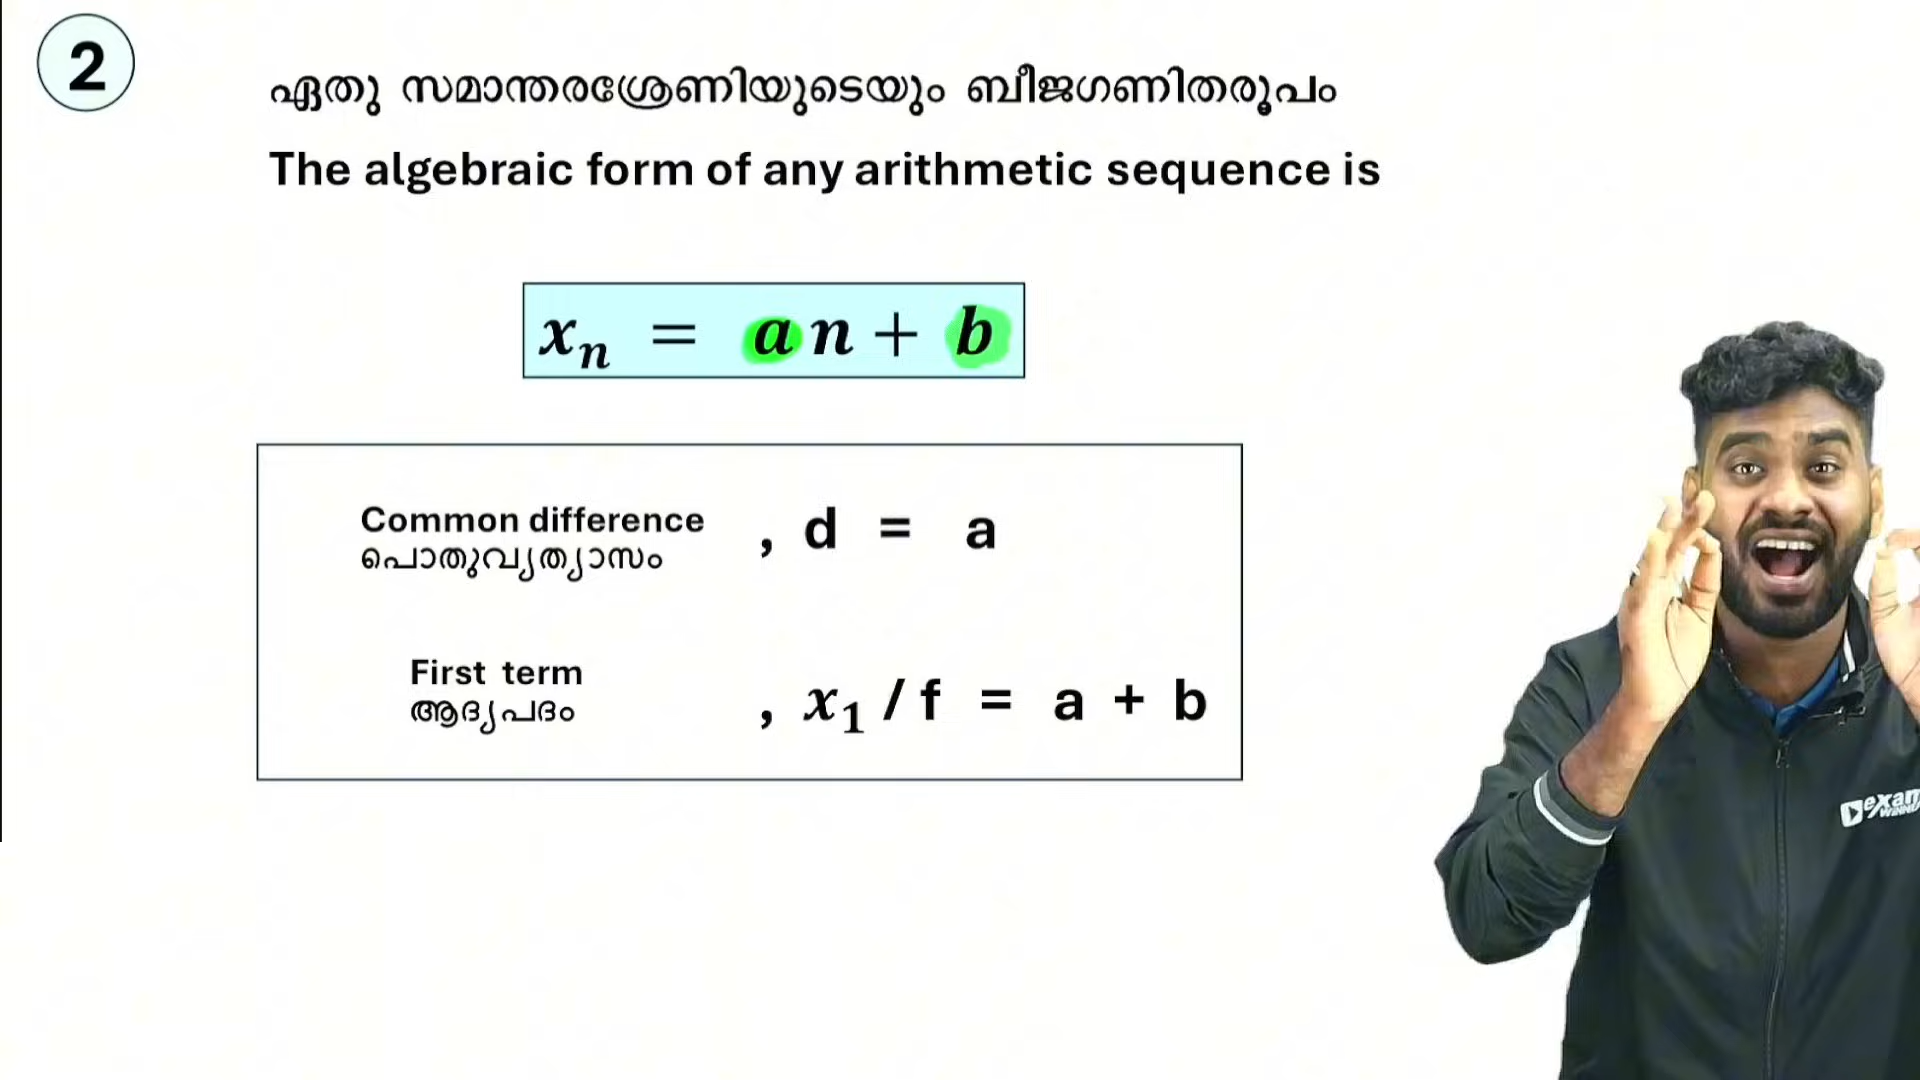 2
ഏതു സമാന്തരശ്രേണിയുടെയും ബീജഗണിതരൂപം
The algebraic form of any arithmetic sequence is
xₙ = an + b
Common difference , d = a
പൊതുവ്യത്യാസം
First term , x₁ / f = a + b
ആദ്യപദം
exam